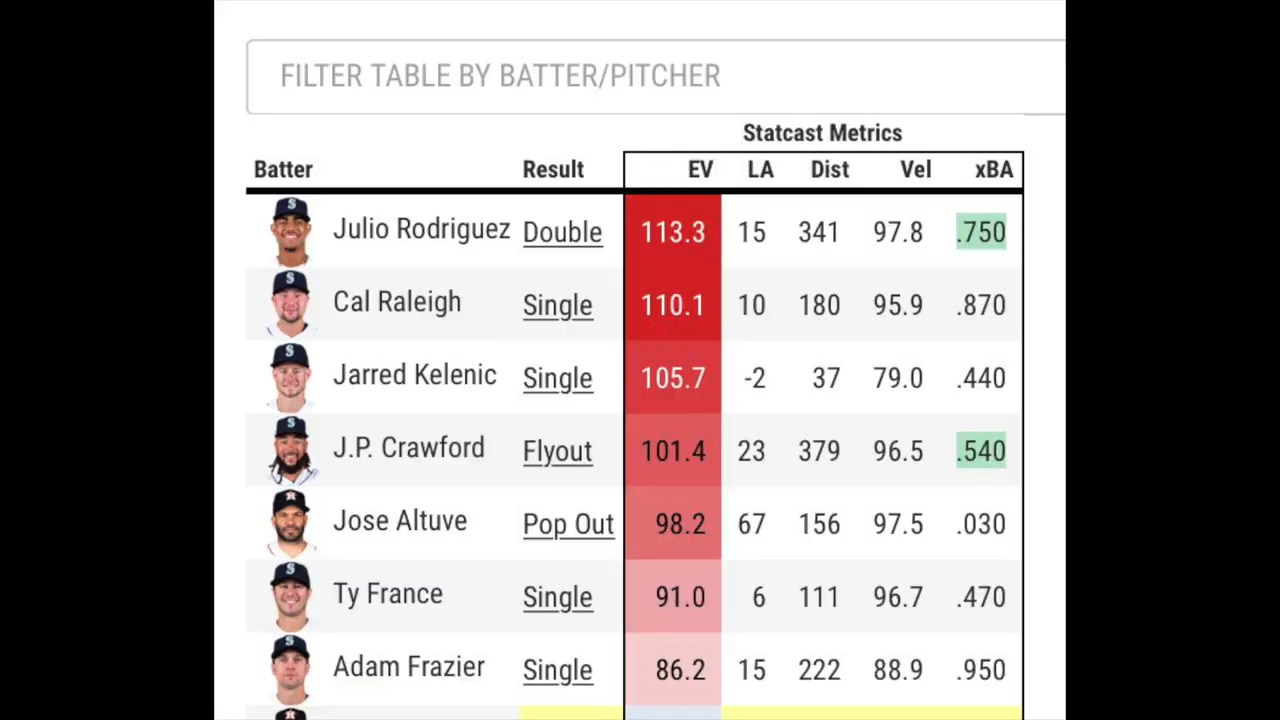 FILTER TABLE BY BATTER/PITCHER
Statcast Metrics
Batter Result EV LA Dist Vel xBA
Julio Rodriguez Double 113.3 15 341 97.8 .750
Cal Raleigh Single 110.1 10 180 95.9 .870
Jarred Kelenic Single 105.7 -2 37 79.0 .440
J.P. Crawford Flyout 101.4 23 379 96.5 .540
Jose Altuve Pop Out 98.2 67 156 97.5 .030
Ty France Single 91.0 6 111 96.7 .470
Adam Frazier Single 86.2 15 222 88.9 .950